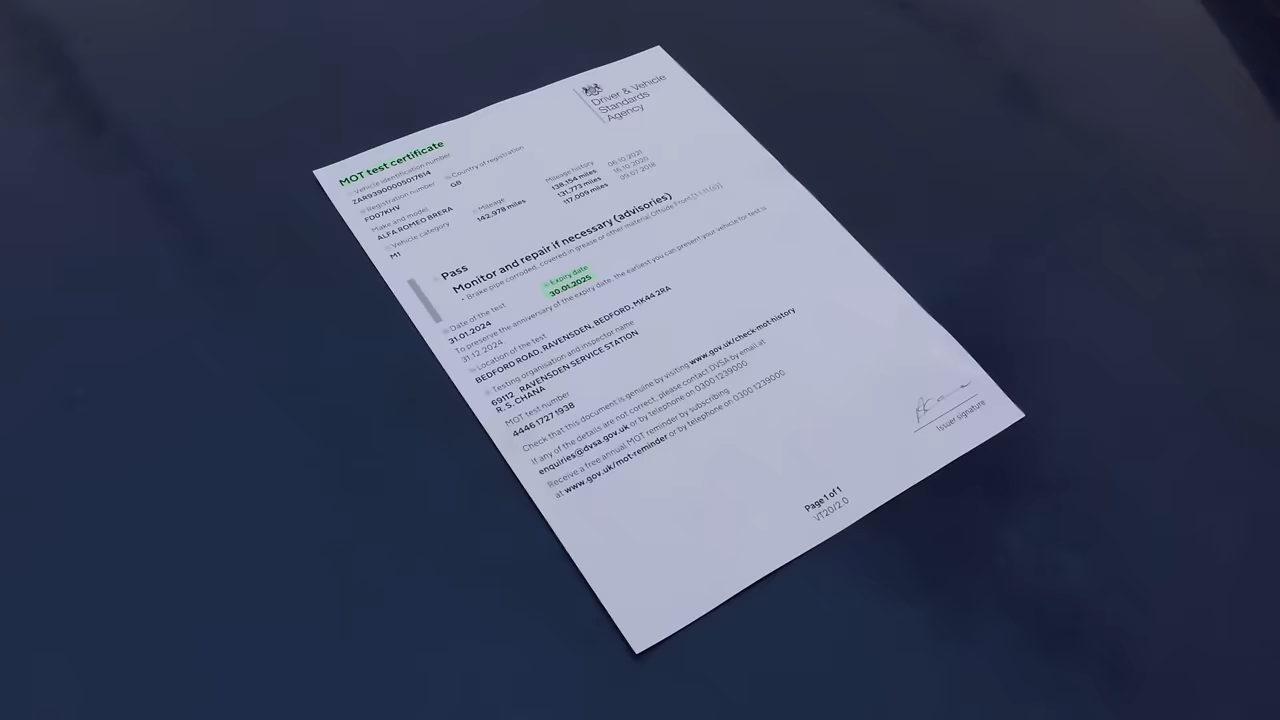 Driver & Vehicle
Standards
Agency
MOT test certificate
Vehicle identification number
ZAR93900005017614
Country of registration
GB
Registration number
FD07KHV
Make and model
ALFA ROMEO BRERA
Mileage
142,978 miles
Mileage history
138,154 miles 06.10.2021
131,773 miles 15.10.2020
117,009 miles 09.07.2018
Vehicle category
M1
Pass
Monitor and repair if necessary (advisories)
• Brake pipe corroded, covered in grease or other material Offside Front [1.1.11 (c)]
Date of the test
31.01.2024
Expiry date
30.01.2025
To preserve the anniversary of the expiry date, the earliest you can present your vehicle for test is
31.12.2024.
Location of the test
BEDFORD ROAD, RAVENSDEN, BEDFORD, MK44 2RA
Testing organisation and inspector name
69112 RAVENSDEN SERVICE STATION
R. S. CHANA
MOT test number
4446 1727 1938
Check that this document is genuine by visiting www.gov.uk/check-mot-history
If any of the details are not correct, please contact DVSA by email at
enquiries@dvsa.gov.uk or by telephone on 0300 1239000.
Receive a free annual MOT reminder by subscribing
at www.gov.uk/mot-reminder or by telephone on 0300 1239000.
Issuer signature
Page 1 of 1
VT20/2.0